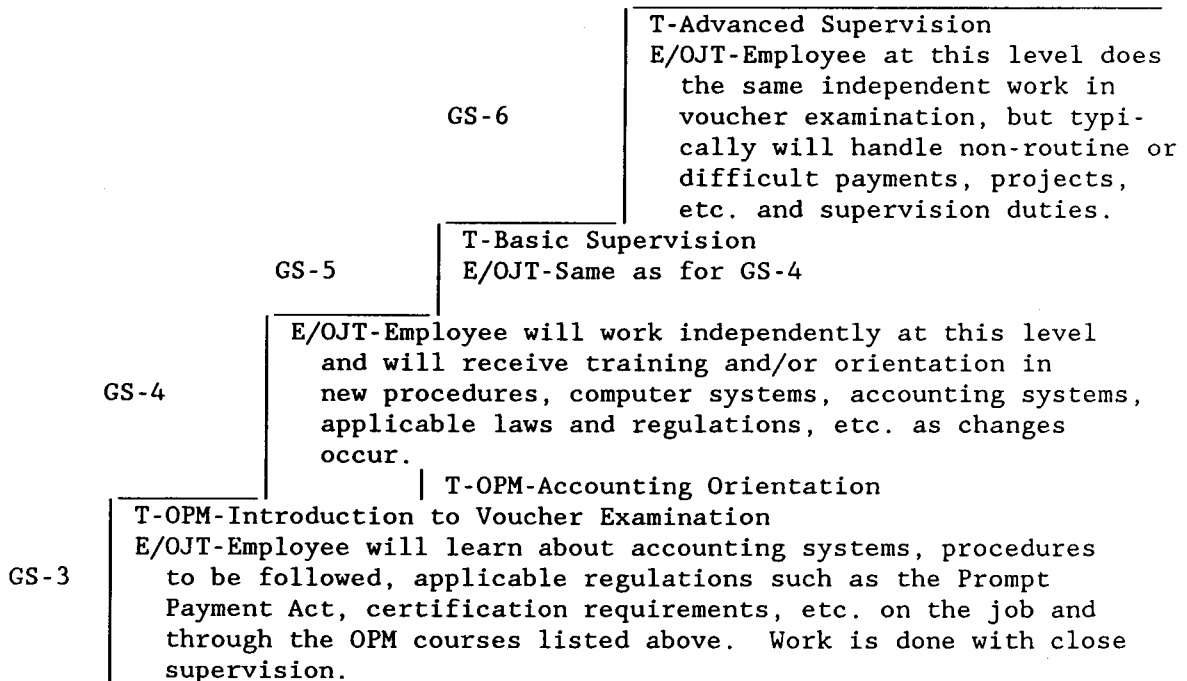 T-Advanced Supervision
E/OJT-Employee at this level does
the same independent work in
GS-6 voucher examination, but typi-
cally will handle non-routine or
difficult payments, projects,
etc. and supervision duties.
T-Basic Supervision
GS-5 E/OJT-Same as for GS-4
E/OJT-Employee will work independently at this level
and will receive training and/or orientation in
GS-4 new procedures, computer systems, accounting systems,
applicable laws and regulations, etc. as changes
occur.
T-OPM-Accounting Orientation
T-OPM-Introduction to Voucher Examination
E/OJT-Employee will learn about accounting systems, procedures
GS-3 to be followed, applicable regulations such as the Prompt
Payment Act, certification requirements, etc. on the job and
through the OPM courses listed above. Work is done with close
supervision.